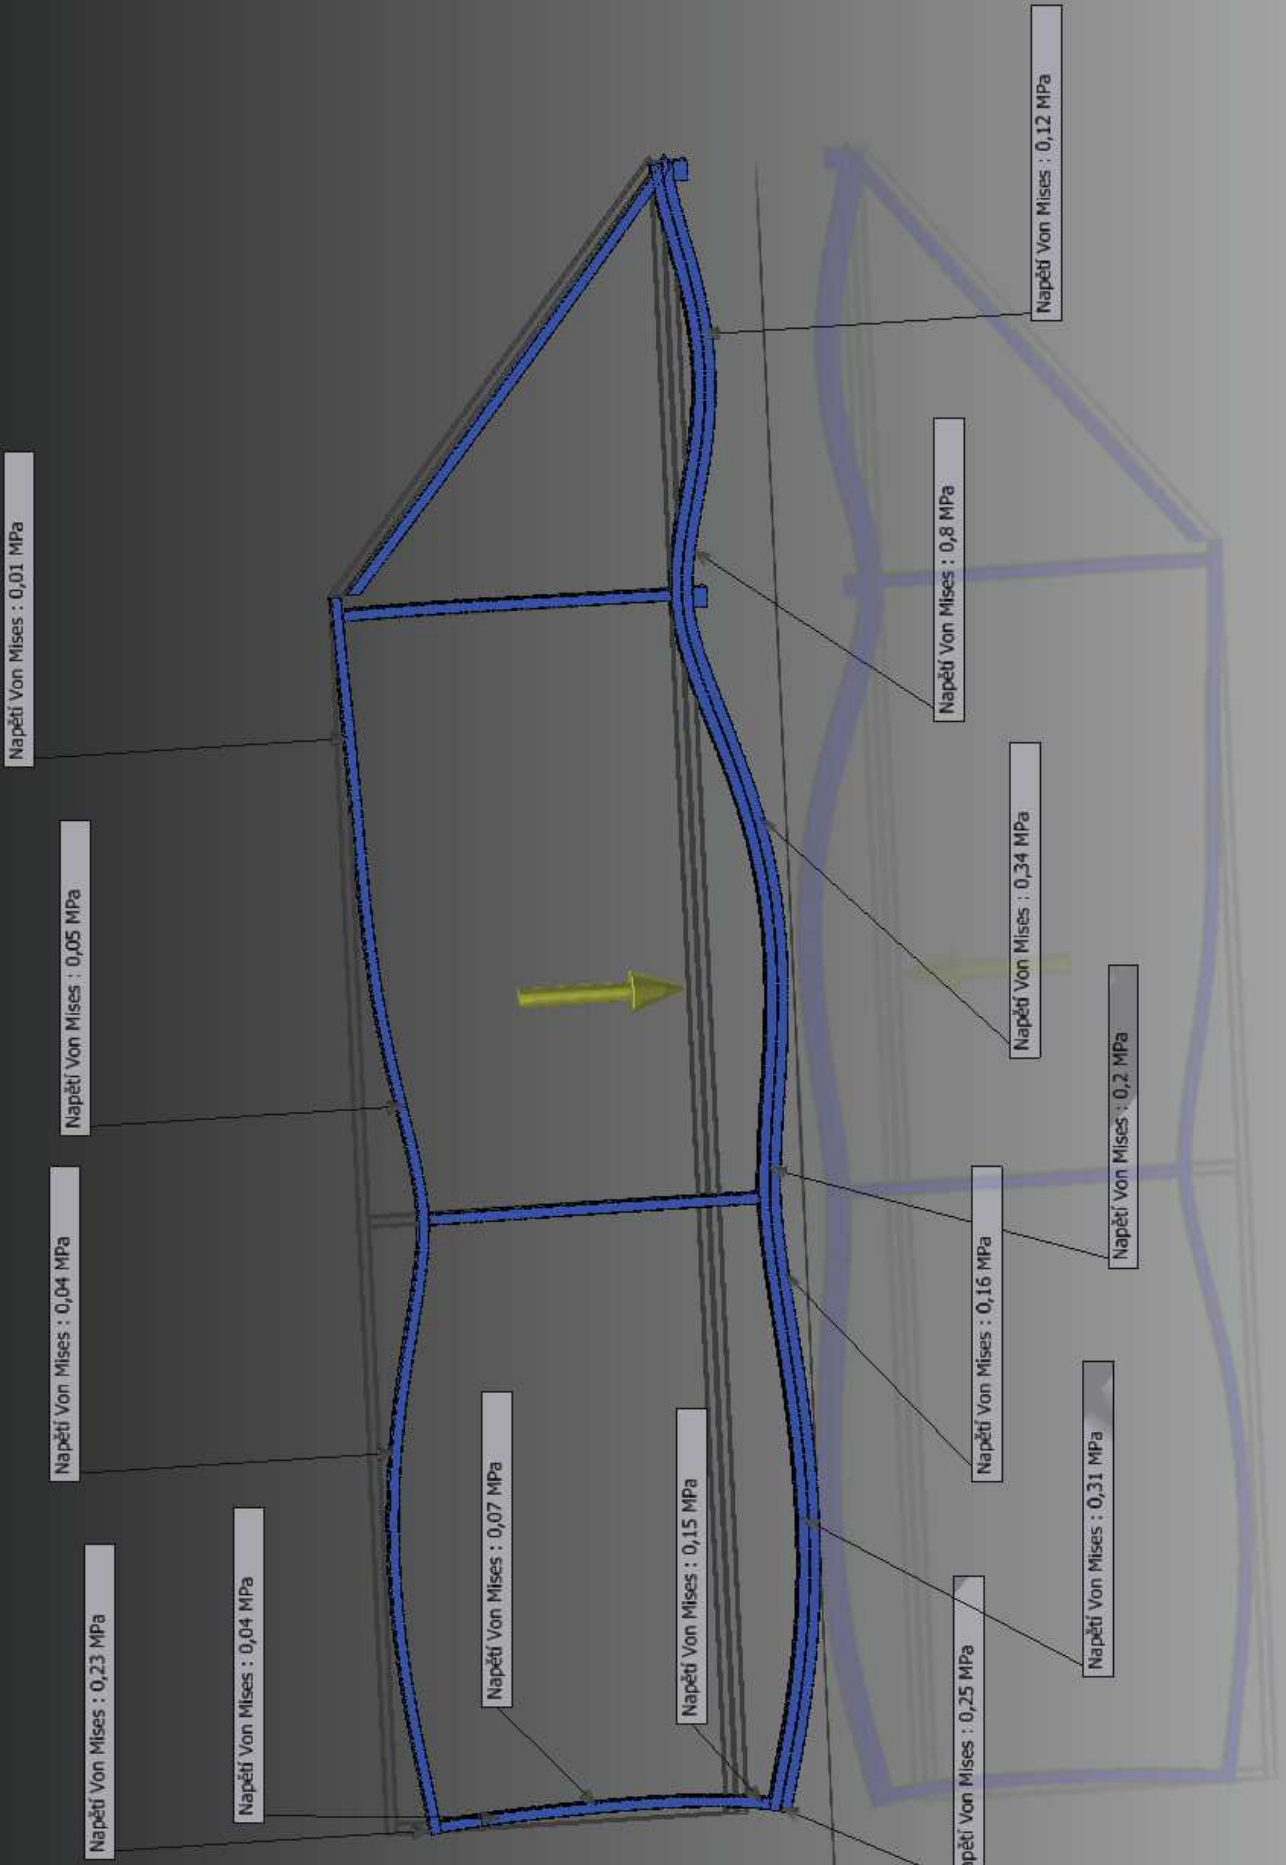 Napětí Von Mises : 0,01 MPa
Napětí Von Mises : 0,04 MPa
Napětí Von Mises : 0,05 MPa
Napětí Von Mises : 0,23 MPa
Napětí Von Mises : 0,04 MPa
Napětí Von Mises : 0,07 MPa
Napětí Von Mises : 0,15 MPa
Napětí Von Mises : 0,8 MPa
pětí Von Mises : 0,25 MPa
Napětí Von Mises : 0,16 MPa
Napětí Von Mises : 0,34 MPa
Napětí Von Mises : 0,12 MPa
Napětí Von Mises : 0,31 MPa
Napětí Von Mises : 0,2 MPa